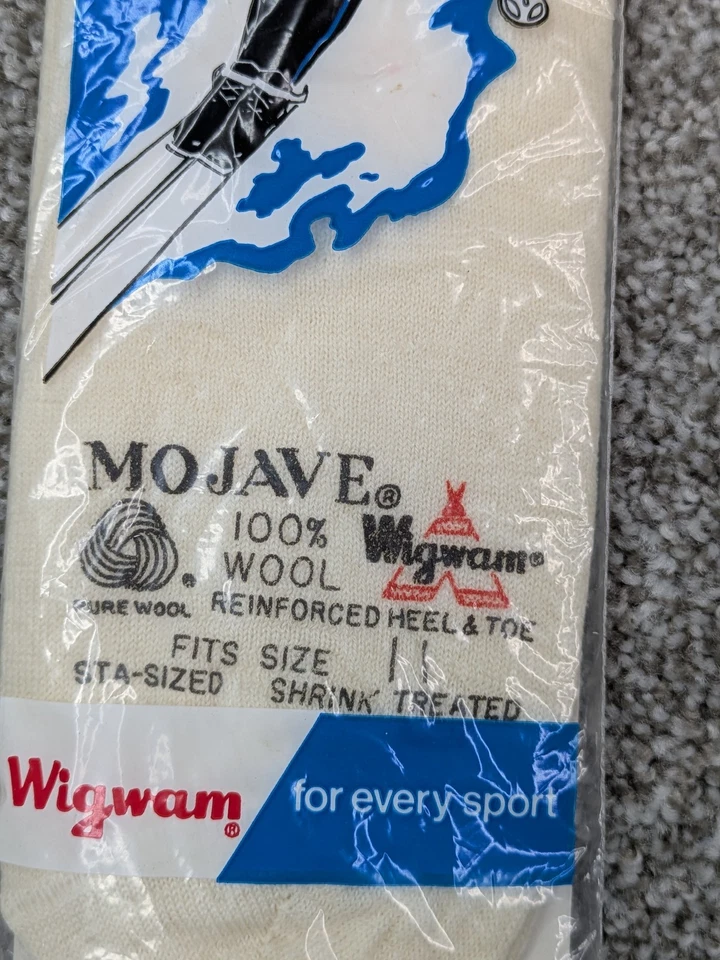 MOJAVE®
100%
WOOL
Wigwam®
PURE WOOL
REINFORCED HEEL & TOE
FITS SIZE 11
STA-SIZED
SHRINK TREATED
Wigwam®
for every sport